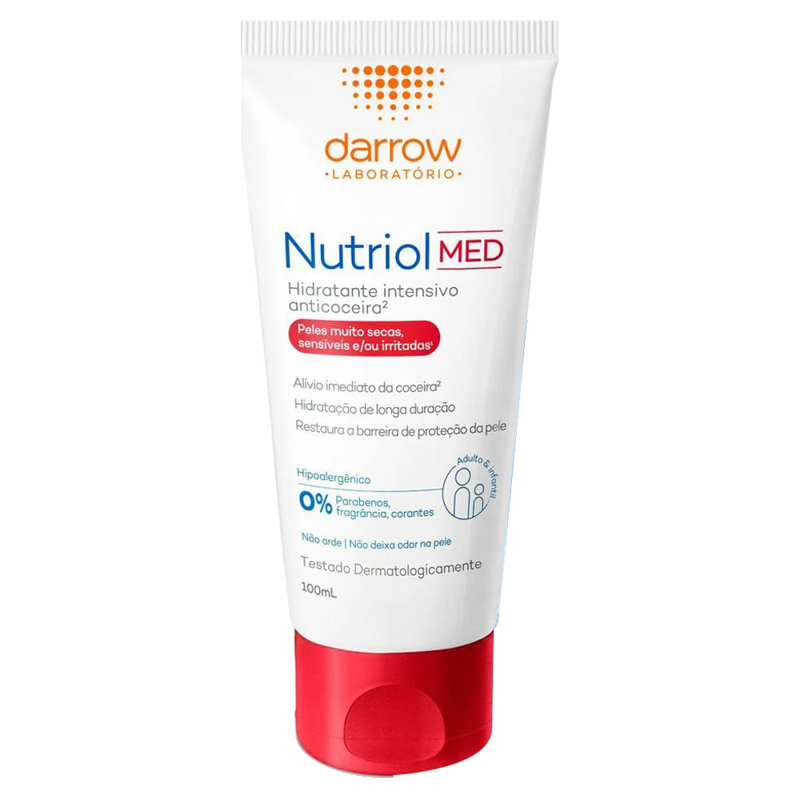 darrow
•LABORATÓRIO•
Nutriol MED
Hidratante intensivo
anticoceira²
Peles muito secas,
sensíveis e/ou irritadas¹
Alívio imediato da coceira²
Hidratação de longa duração
Restaura a barreira de proteção da pele
Adulto & infantil
Hipoalergênico
0% Parabenos,
fragrância, corantes
Não arde | Não deixa odor na pele
Testado Dermatologicamente
100mL